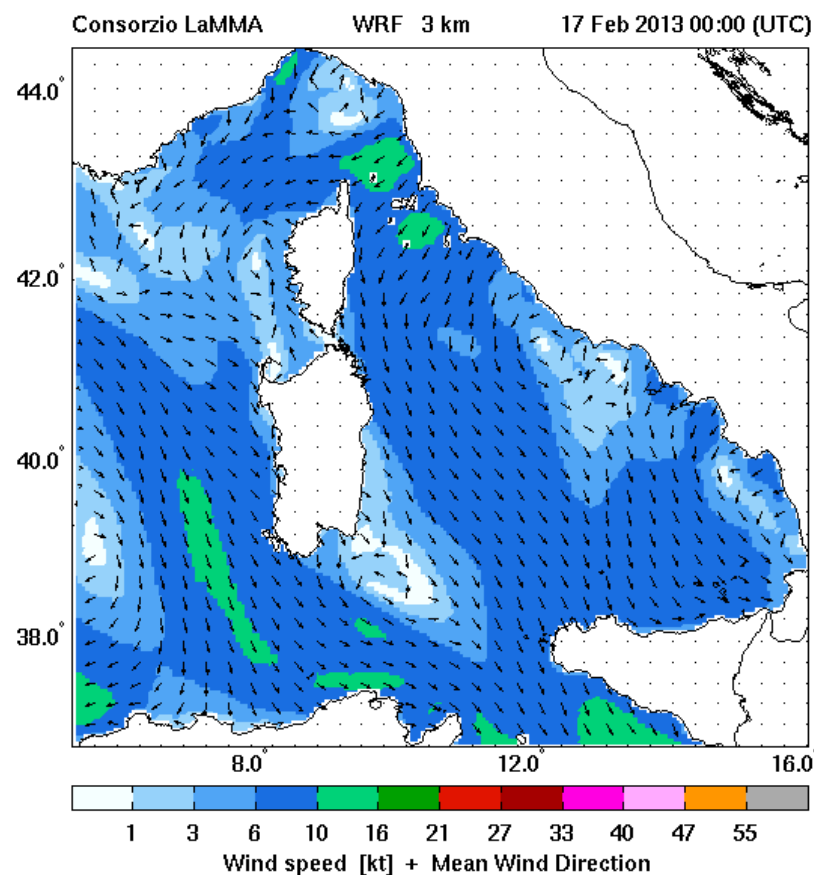 Consorzio LaMMA WRF 3 km 17 Feb 2013 00:00 (UTC)
44.0°
42.0°
40.0°
38.0°
8.0° 12.0° 16.0°
1 3 6 10 16 21 27 33 40 47 55
Wind speed [kt] + Mean Wind Direction